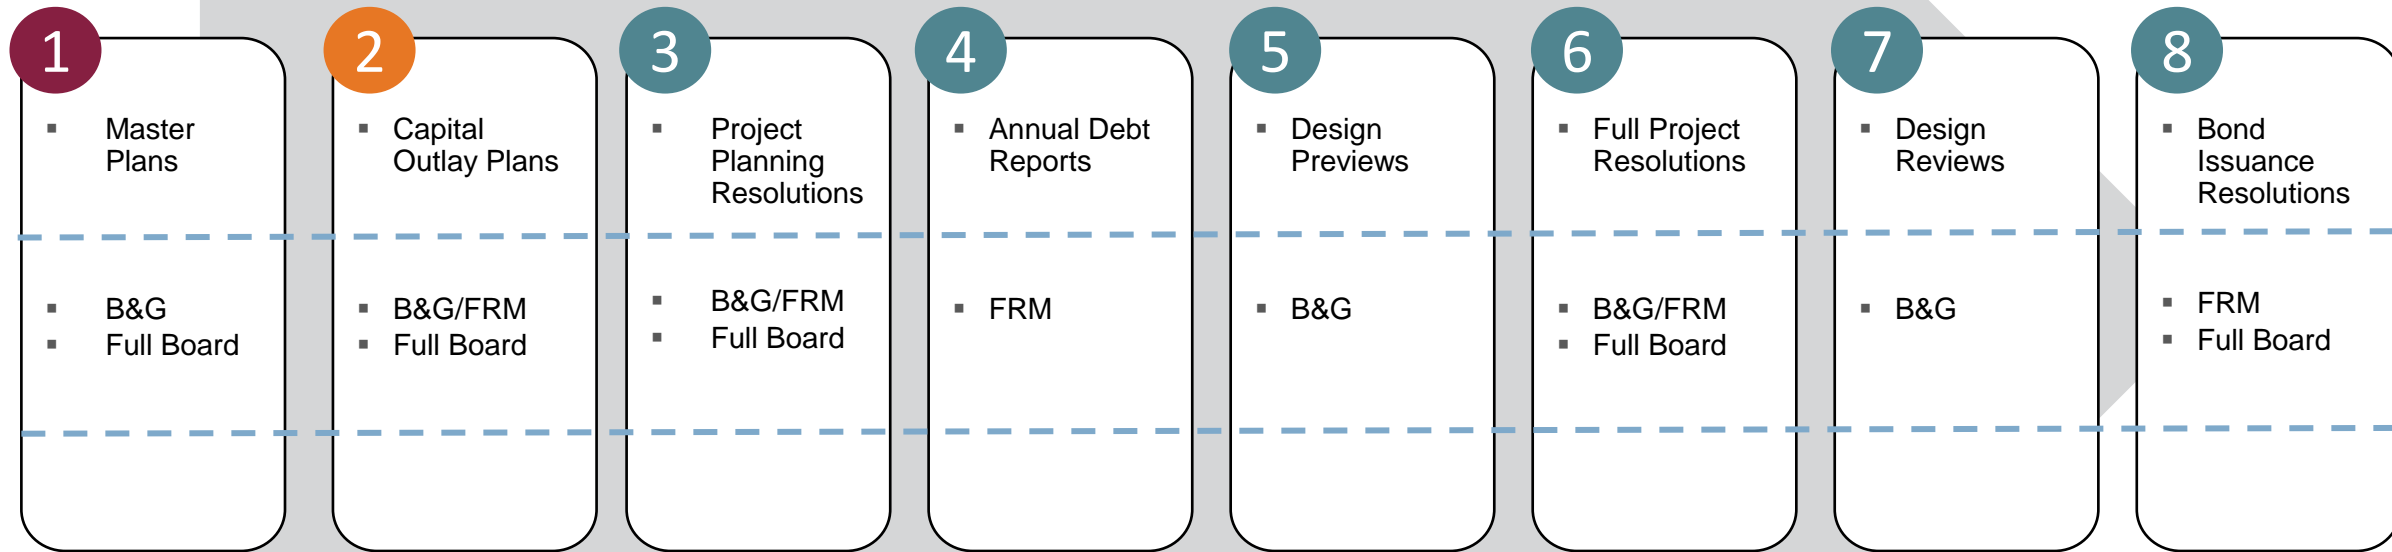 1
Master
Plans
B&G
Full Board
2
Capital
Outlay Plans
B&G/FRM
Full Board
3
Project
Planning
Resolutions
B&G/FRM
Full Board
4
Annual Debt
Reports
FRM
5
Design
Previews
B&G
6
Full Project
Resolutions
B&G/FRM
Full Board
7
Design
Reviews
B&G
8
Bond
Issuance
Resolutions
FRM
Full Board